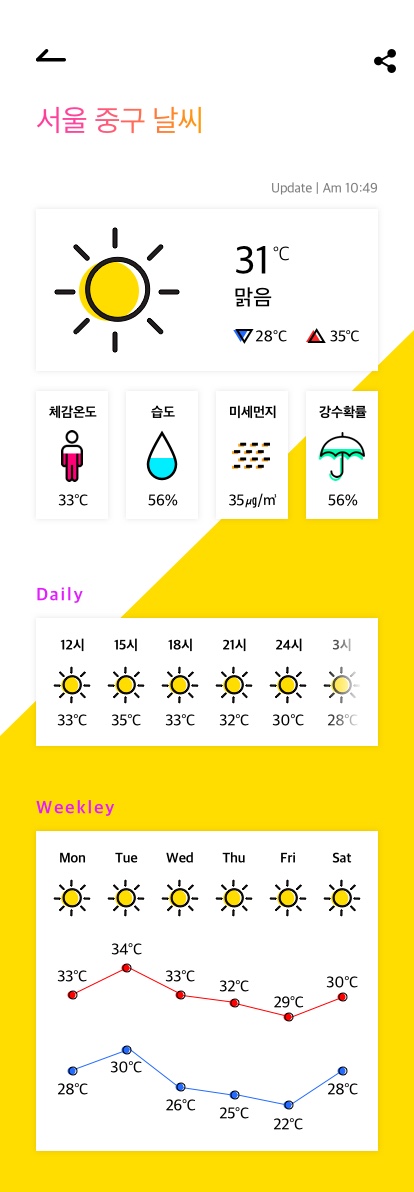 서울 중구 날씨
Update | Am 10:49
31℃
맑음
28℃ 35℃
체감온도 습도 미세먼지 강수확률
33℃ 56% 35㎍/㎥ 56%
Daily
12시 15시 18시 21시 24시 3시
33℃ 35℃ 33℃ 32℃ 30℃ 28℃
Weekley
Mon Tue Wed Thu Fri Sat
34℃
33℃ 33℃ 32℃ 29℃ 30℃
28℃ 30℃ 26℃ 25℃ 22℃ 28℃